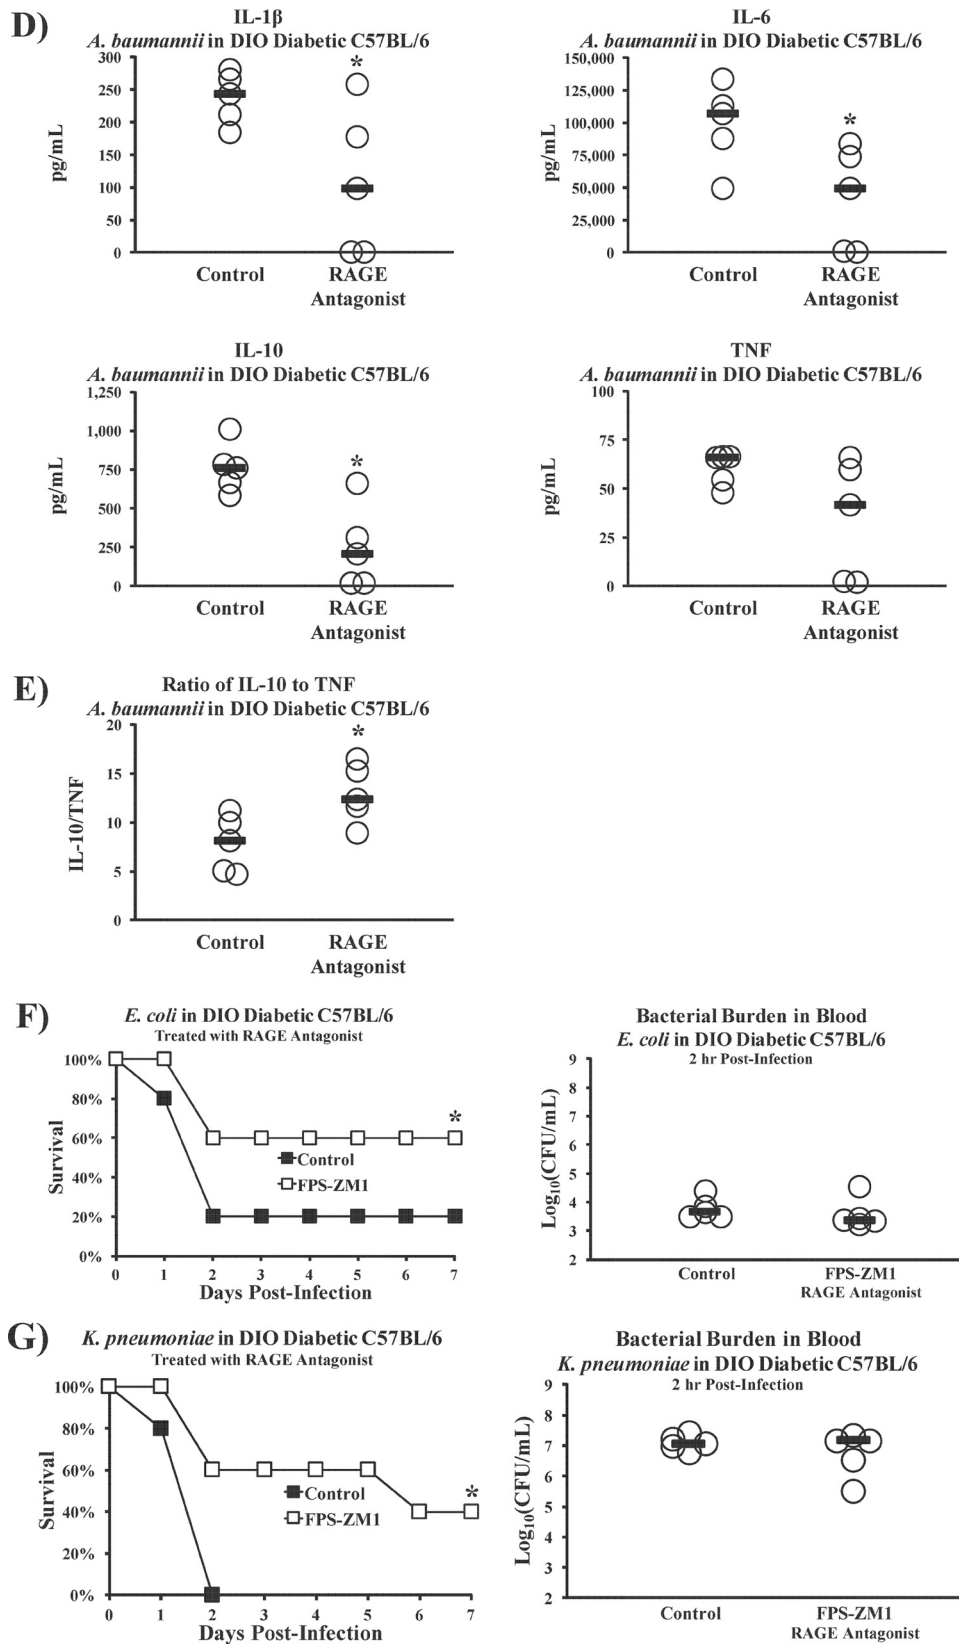 D)
IL-1β
A. baumannii in DIO Diabetic C57BL/6
300
250
200
150
100
50
0
pg/mL
*
Control
RAGE
Antagonist
IL-6
A. baumannii in DIO Diabetic C57BL/6
150,000
125,000
100,000
75,000
50,000
25,000
0
pg/mL
*
Control
RAGE
Antagonist
IL-10
A. baumannii in DIO Diabetic C57BL/6
1,250
1,000
750
500
250
0
pg/mL
*
Control
RAGE
Antagonist
TNF
A. baumannii in DIO Diabetic C57BL/6
100
75
50
25
0
pg/mL
Control
RAGE
Antagonist
E)
Ratio of IL-10 to TNF
A. baumannii in DIO Diabetic C57BL/6
20
15
10
5
0
IL-10/TNF
*
Control
RAGE
Antagonist
F)
E. coli in DIO Diabetic C57BL/6
Treated with RAGE Antagonist
100%
80%
60%
40%
20%
0%
Survival
*
Control
FPS-ZM1
0 1 2 3 4 5 6 7
Days Post-Infection
Bacterial Burden in Blood
E. coli in DIO Diabetic C57BL/6
2 hr Post-Infection
9
8
7
6
5
4
3
2
Log10(CFU/mL)
Control
FPS-ZM1
RAGE Antagonist
G)
K. pneumoniae in DIO Diabetic C57BL/6
Treated with RAGE Antagonist
100%
80%
60%
40%
20%
0%
Survival
*
Control
FPS-ZM1
0 1 2 3 4 5 6 7
Days Post-Infection
Bacterial Burden in Blood
K. pneumoniae in DIO Diabetic C57BL/6
2 hr Post-Infection
9
8
7
6
5
4
3
2
Log10(CFU/mL)
Control
FPS-ZM1
RAGE Antagonist